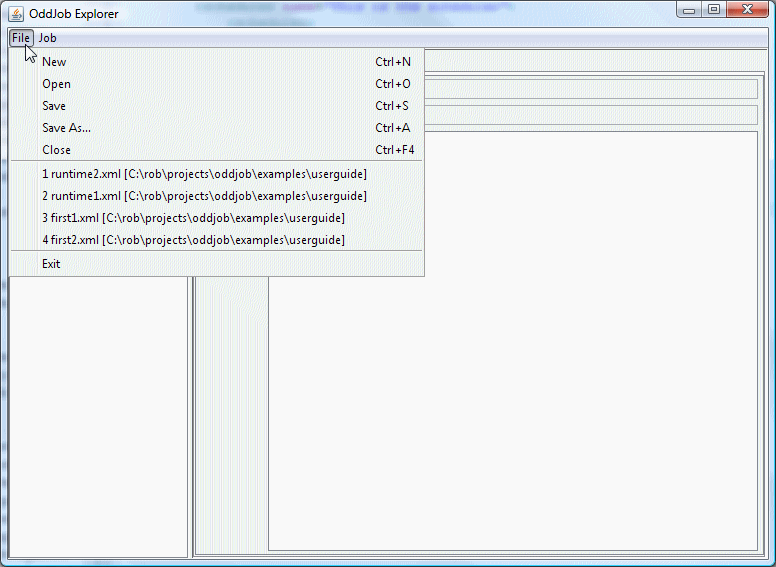 OddJob Explorer
File Job
New Ctrl+N
Open Ctrl+O
Save Ctrl+S
Save As... Ctrl+A
Close Ctrl+F4
1 runtime2.xml [C:\rob\projects\oddjob\examples\userguide]
2 runtime1.xml [C:\rob\projects\oddjob\examples\userguide]
3 first1.xml [C:\rob\projects\oddjob\examples\userguide]
4 first2.xml [C:\rob\projects\oddjob\examples\userguide]
Exit